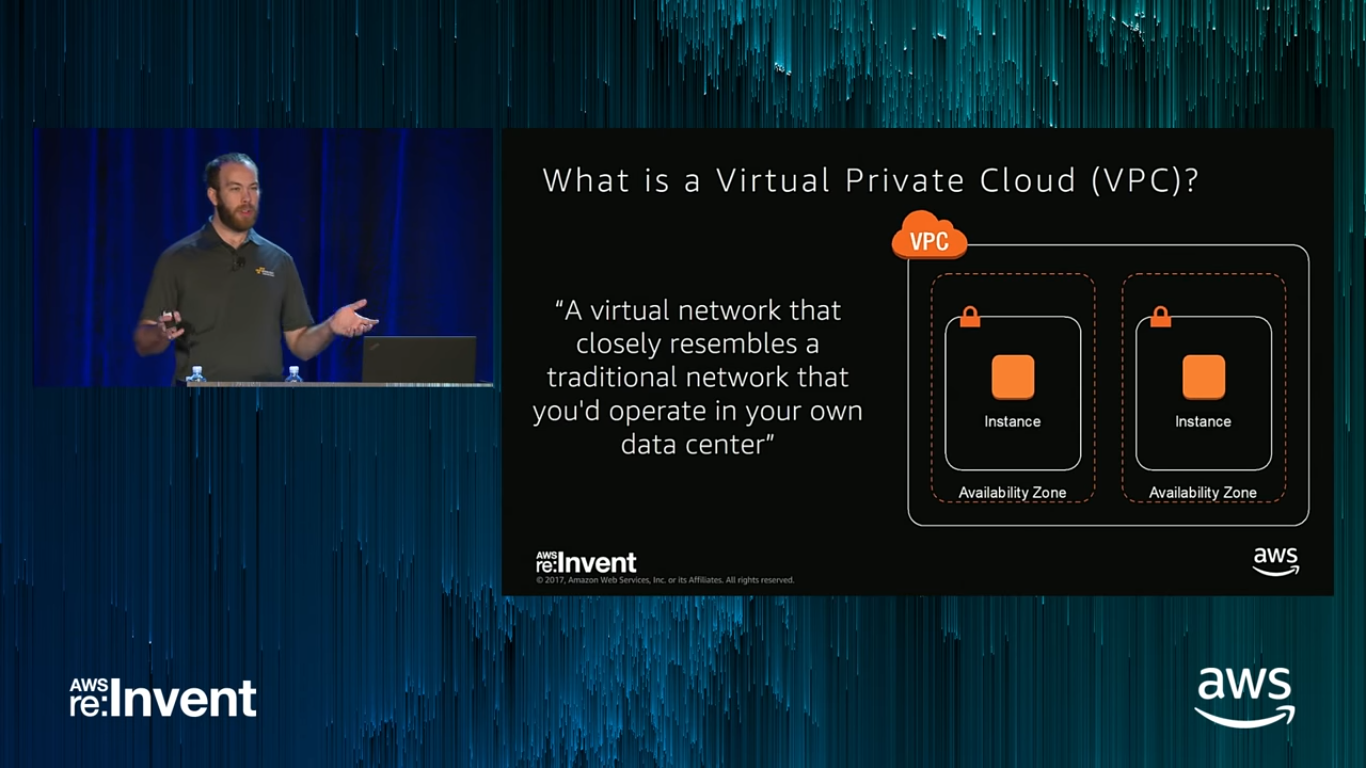 What is a Virtual Private Cloud (VPC)?
VPC
“A virtual network that
closely resembles a
traditional network that
you'd operate in your own
data center”
Instance
Instance
Availability Zone
Availability Zone
AWS
re:Invent
© 2017, Amazon Web Services, Inc. or its Affiliates. All rights reserved.
aws
AWS
re:Invent
aws